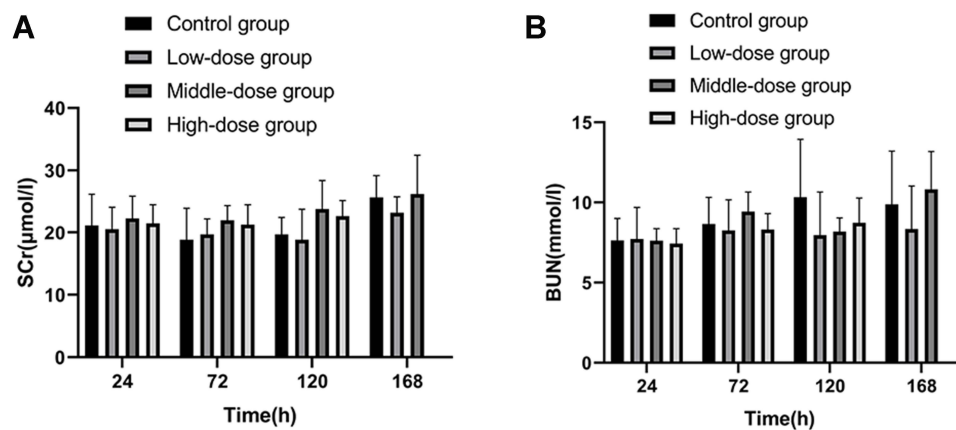 A
Control group
Low-dose group
Middle-dose group
High-dose group
40
30
20
10
0
SCr(μmol/l)
24 72 120 168
Time(h)
B
Control group
Low-dose group
Middle-dose group
High-dose group
15
10
5
0
BUN(mmol/l)
24 72 120 168
Time(h)